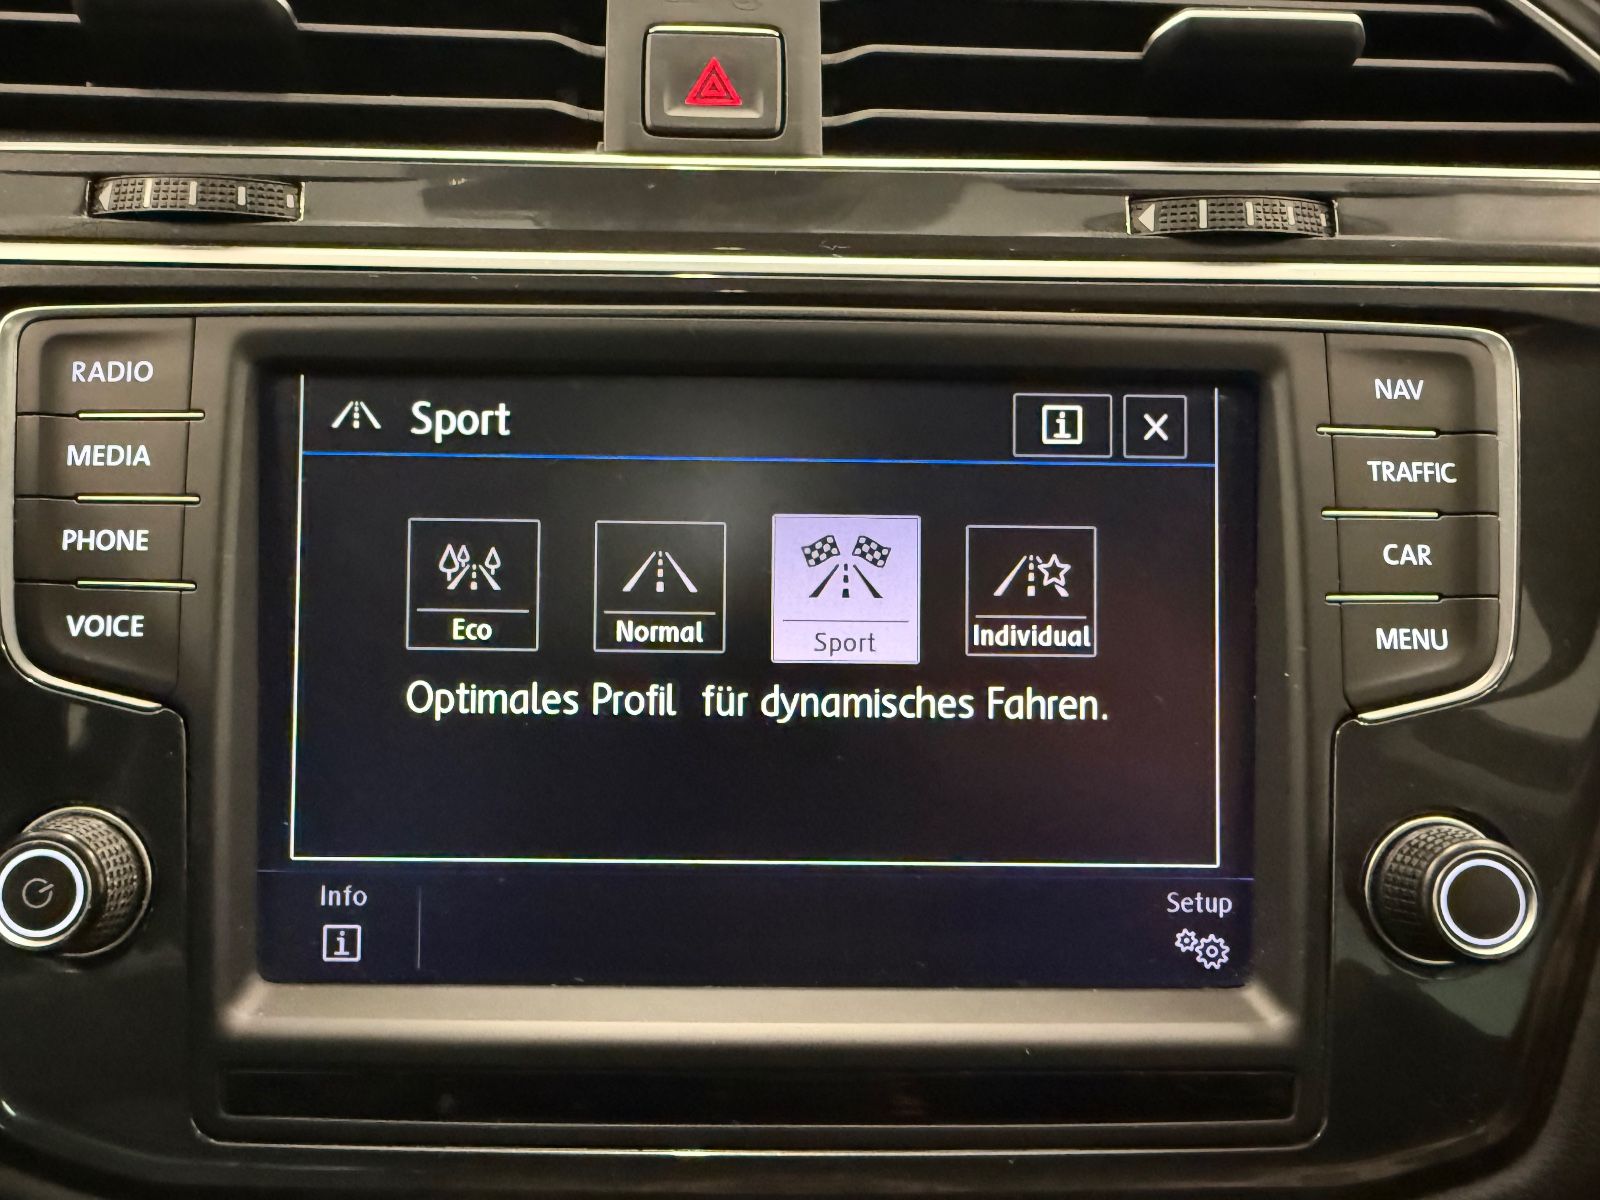 RADIO
MEDIA
PHONE
VOICE
Sport
Eco
Normal
Sport
Individual
Optimales Profil für dynamisches Fahren.
Info
Setup
NAV
TRAFFIC
CAR
MENU